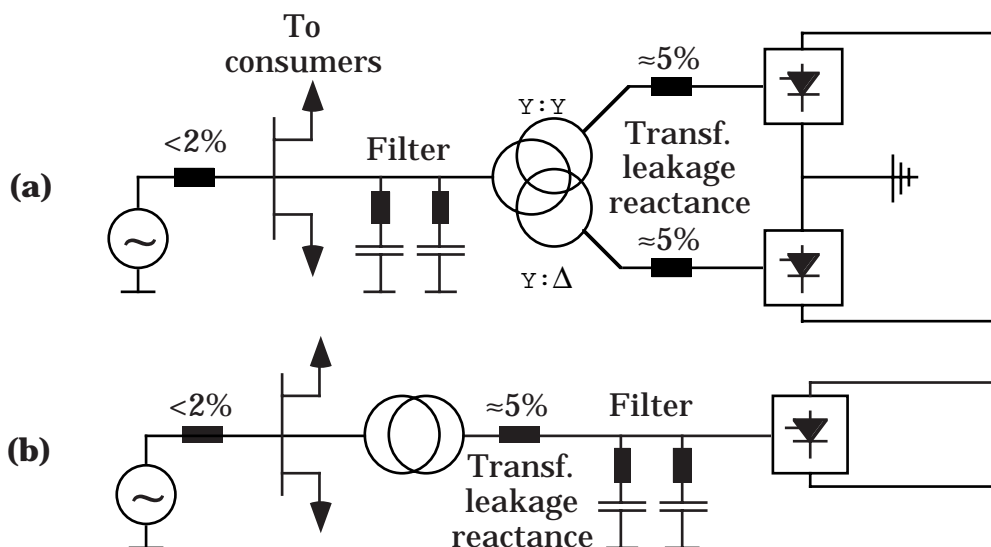 To
consumers
<2%
Filter
Y:Y
≈5%
Transf.
leakage
reactance
≈5%
Y:Δ
(a)
<2%
≈5%
Filter
Transf.
leakage
reactance
(b)